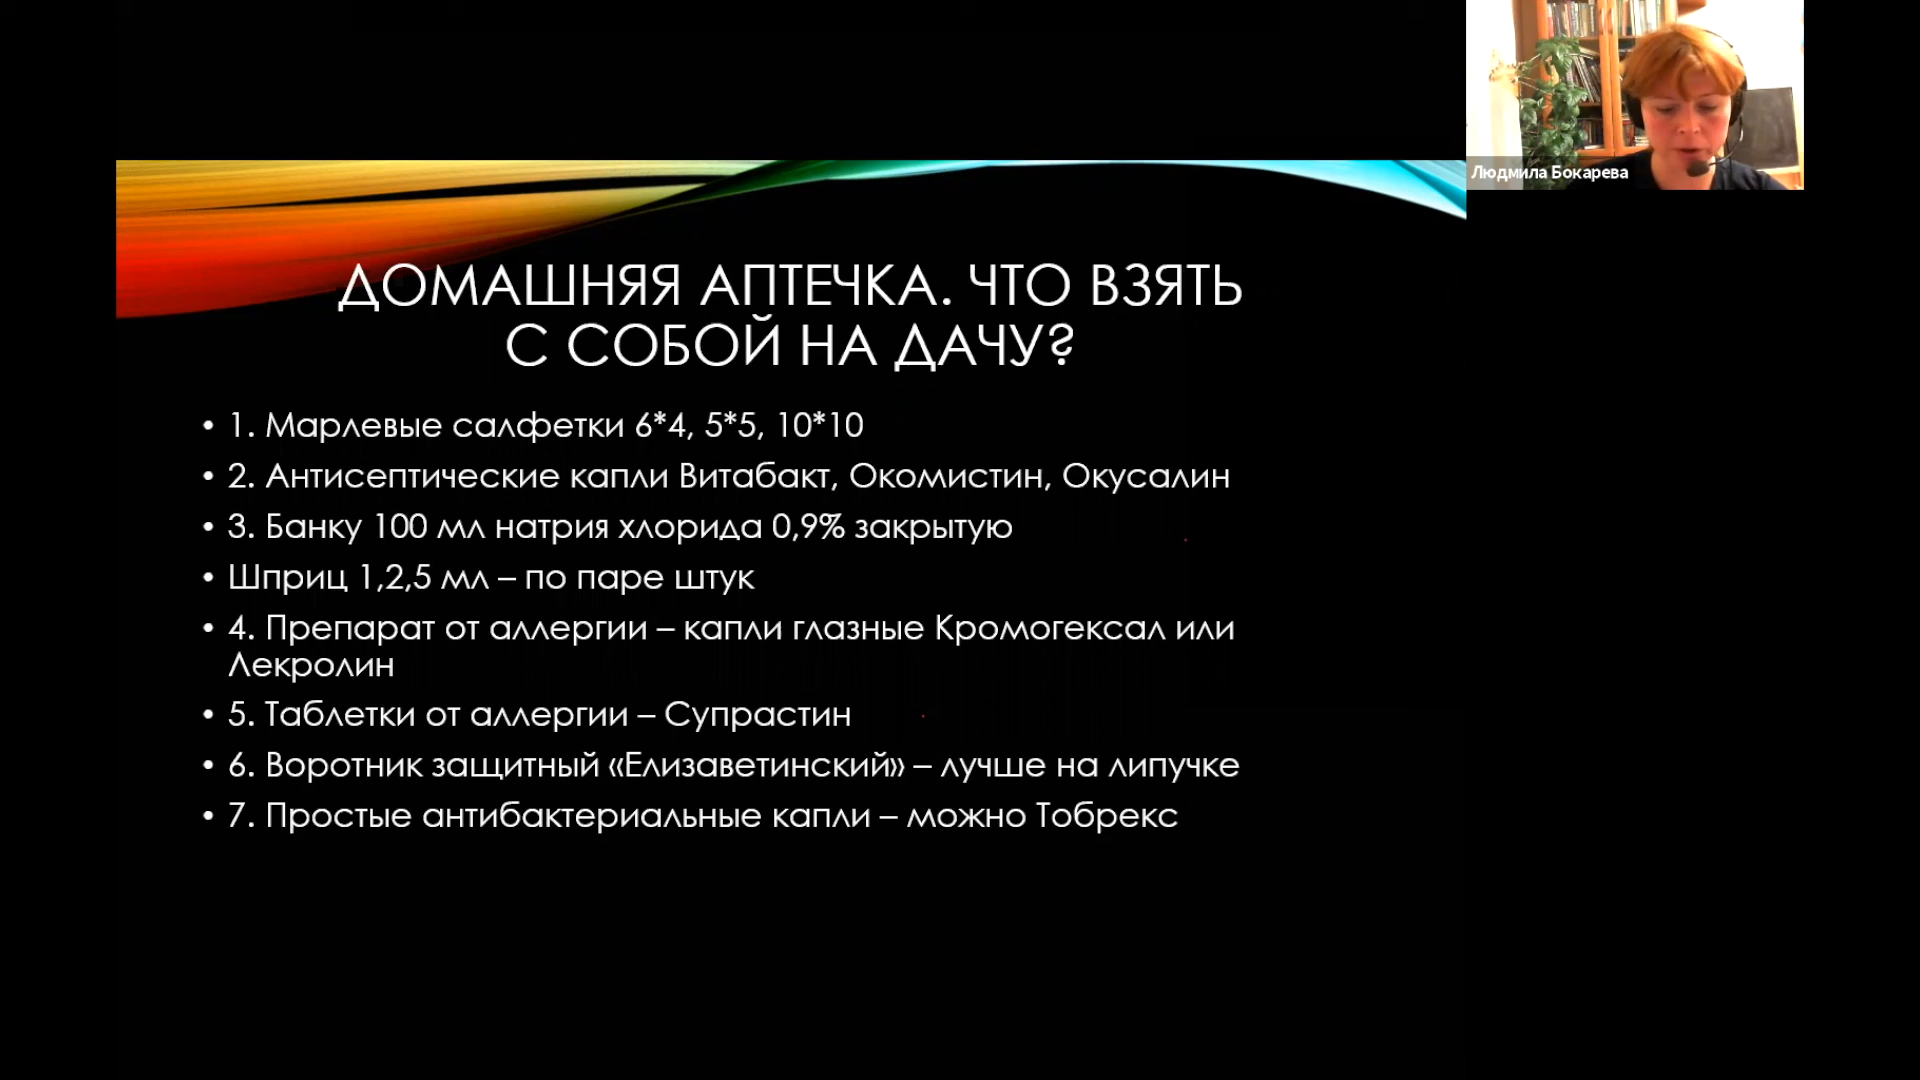 Людмила Бокарева
ДОМАШНЯЯ АПТЕЧКА. ЧТО ВЗЯТЬ
С СОБОЙ НА ДАЧУ?
• 1. Марлевые салфетки 6*4, 5*5, 10*10
• 2. Антисептические капли Витабакт, Окомистин, Окусалин
• 3. Банку 100 мл натрия хлорида 0,9% закрытую
• Шприц 1,2,5 мл – по паре штук
• 4. Препарат от аллергии – капли глазные Кромогексал или
Лекролин
• 5. Таблетки от аллергии – Супрастин
• 6. Воротник защитный «Елизаветинский» – лучше на липучке
• 7. Простые антибактериальные капли – можно Тобрекс